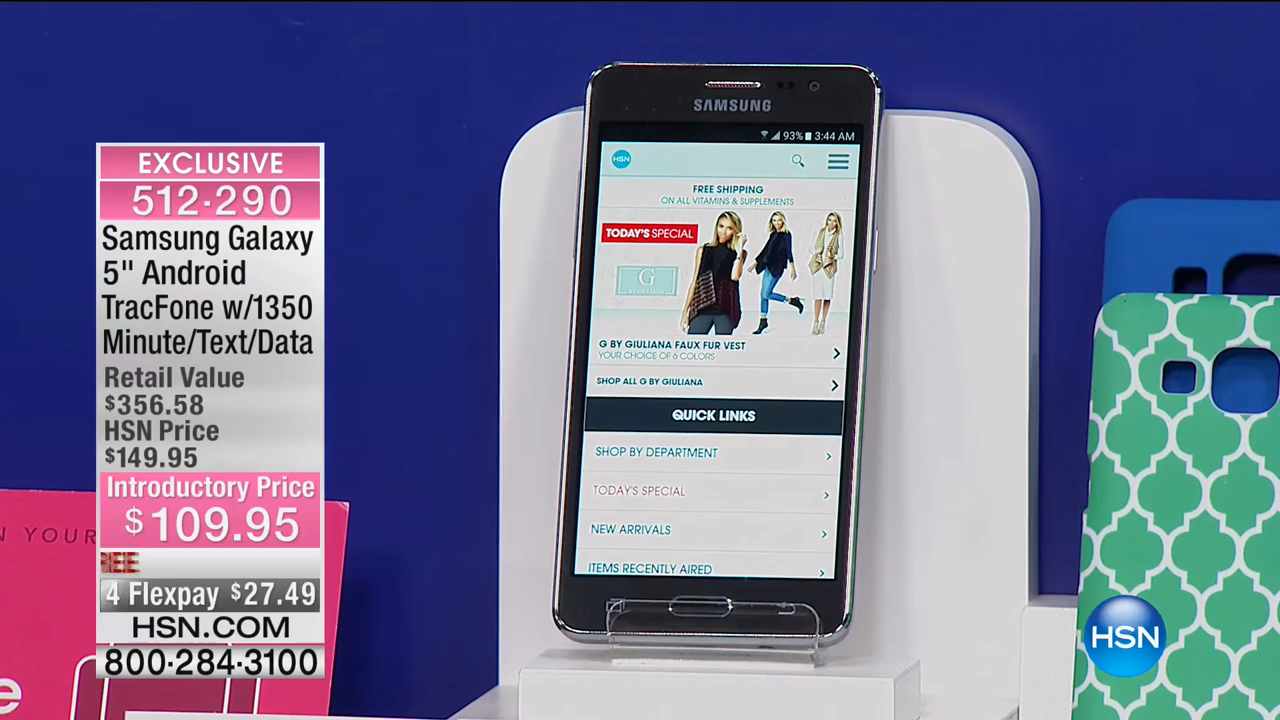 EXCLUSIVE
512-290
Samsung Galaxy
5" Android
TracFone w/1350
Minute/Text/Data
Retail Value
$356.58
HSN Price
$149.95
Introductory Price
$109.95
4 Flexpay $27.49
HSN.COM
800-284-3100
N YOUR
e
SAMSUNG
93% 3:44 AM
HSN
FREE SHIPPING
ON ALL VITAMINS & SUPPLEMENTS
TODAY'S SPECIAL
G
BY GIULIANA
G BY GIULIANA FAUX FUR VEST
YOUR CHOICE OF 6 COLORS
SHOP ALL G BY GIULIANA
QUICK LINKS
SHOP BY DEPARTMENT
TODAY'S SPECIAL
NEW ARRIVALS
ITEMS RECENTLY AIRED
HSN